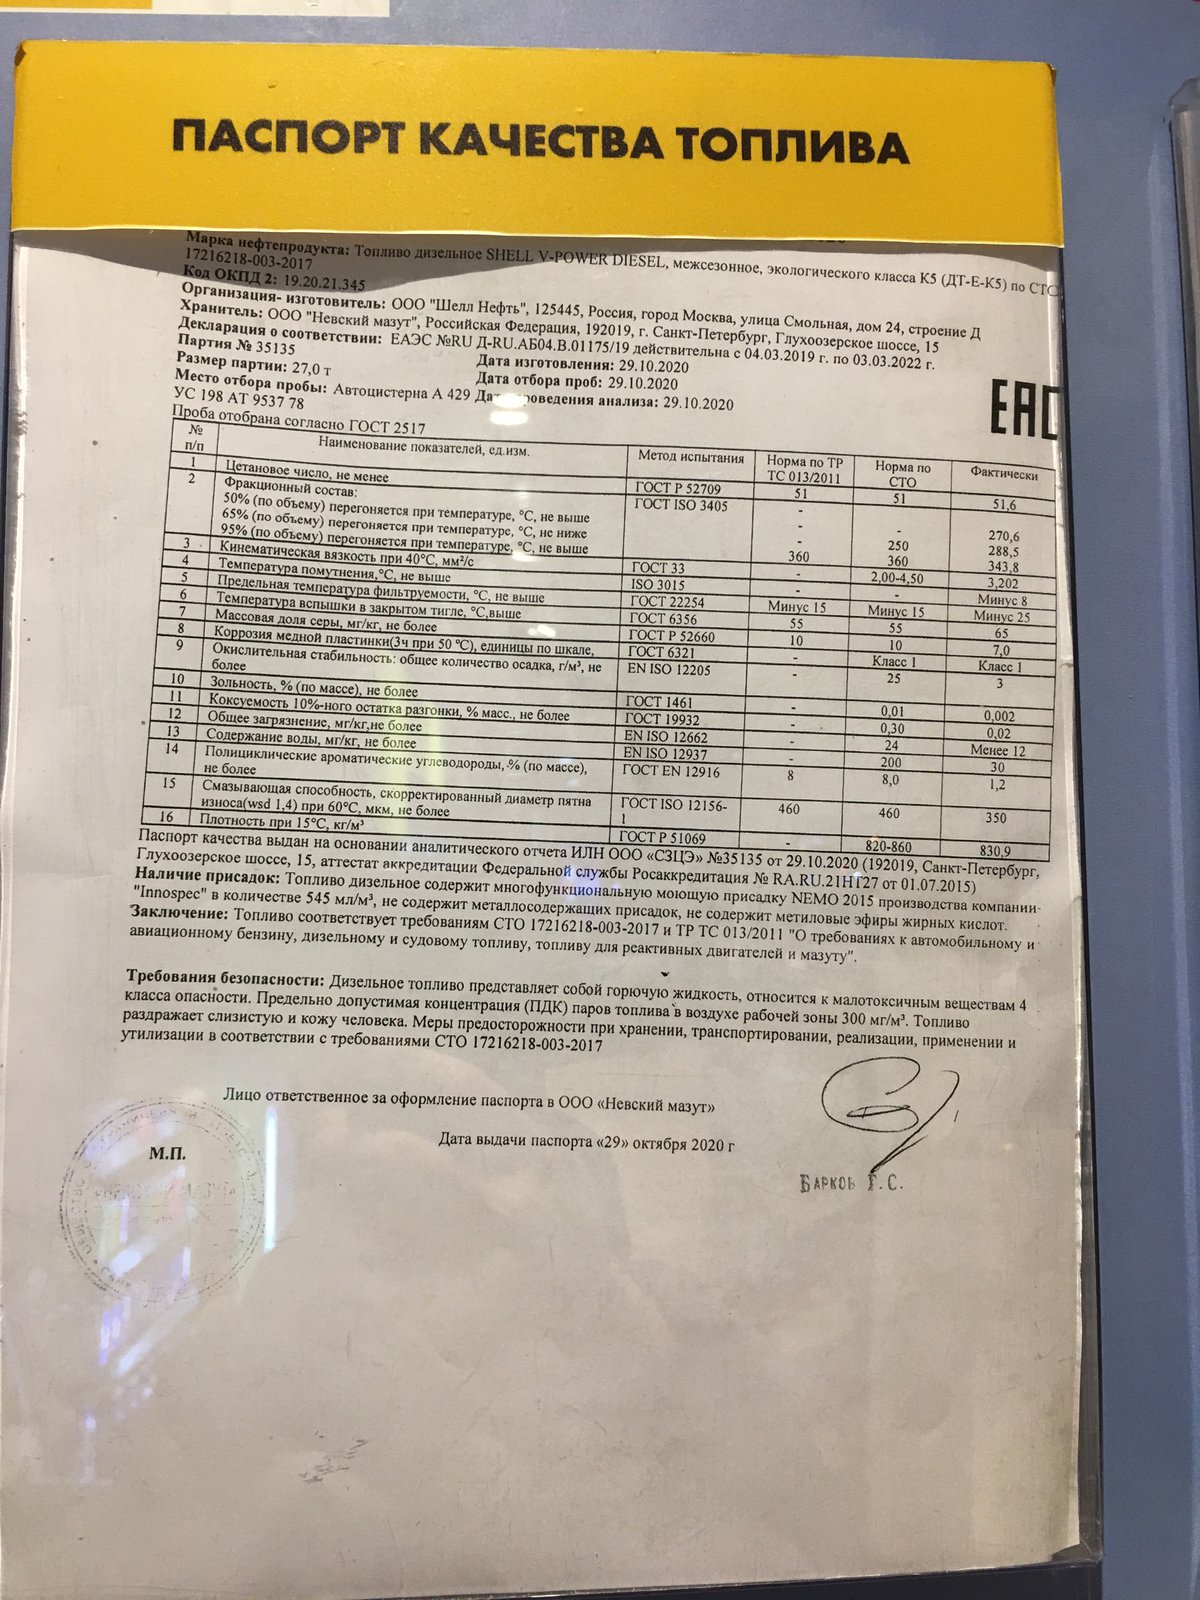 ПАСПОРТ КАЧЕСТВА ТОПЛИВА
Марка нефтепродукта: Топливо дизельное SHELL V-POWER DIESEL, межсезонное, экологического класса К5 (ДТ-Е-К5) по СТО
17216218-003-2017
Код ОКПД 2: 19.20.21.345
Организация- изготовитель: ООО "Шелл Нефть", 125445, Россия, город Москва, улица Смольная, дом 24, строение Д
Хранитель: ООО "Невский мазут", Российская Федерация, 192019, г. Санкт-Петербург, Глухоозерское шоссе, 15
Декларация о соответствии: ЕАЭС №RU Д-RU.АБ04.В.01175/19 действительна с 04.03.2019 г. по 03.03.2022 г.
Партия № 35135
Дата изготовления: 29.10.2020
Размер партии: 27,0 т
Дата отбора проб: 29.10.2020
Место отбора пробы: Автоцистерна А 429 Дата проведения анализа: 29.10.2020
УС 198 АТ 9537 78
ЕАС
Проба отобрана согласно ГОСТ 2517
№ п/п Наименование показателей, ед.изм. Метод испытания Норма по ТР ТС 013/2011 Норма по СТО Фактически
1 Цетановое число, не менее ГОСТ Р 52709 51 51 51,6
2 Фракционный состав: ГОСТ ISO 3405
50% (по объему) перегоняется при температуре, °С, не выше - - 270,6
65% (по объему) перегоняется при температуре, °С, не ниже - 250 288,5
95% (по объему) перегоняется при температуре, °С, не выше 360 360 343,8
3 Кинематическая вязкость при 40°С, мм²/с ГОСТ 33 - 2,00-4,50 3,202
4 Температура помутнения,°С, не выше ISO 3015 - - Минус 8
5 Предельная температура фильтруемости, °С, не выше ГОСТ 22254 Минус 15 Минус 15 Минус 25
6 Температура вспышки в закрытом тигле, °С,выше ГОСТ 6356 55 55 65
7 Массовая доля серы, мг/кг, не более ГОСТ Р 52660 10 10 7,0
8 Коррозия медной пластинки(3ч при 50 °С), единицы по шкале, ГОСТ 6321 - Класс 1 Класс 1
9 Окислительная стабильность: общее количество осадка, г/м³, не более EN ISO 12205 - 25 3
10 Зольность, % (по массе), не более ГОСТ 1461 - 0,01 0,002
11 Коксуемость 10%-ного остатка разгонки, % масс., не более ГОСТ 19932 - 0,30 0,02
12 Общее загрязнение, мг/кг,не более EN ISO 12662 - 24 Менее 12
13 Содержание воды, мг/кг, не более EN ISO 12937 - 200 30
14 Полициклические ароматические углеводороды, % (по массе), не более ГОСТ EN 12916 8 8,0 1,2
15 Смазывающая способность, скорректированный диаметр пятна износа(wsd 1,4) при 60°С, мкм, не более ГОСТ ISO 12156-1 460 460 350
16 Плотность при 15°С, кг/м³ ГОСТ Р 51069 - 820-860 830,9
Паспорт качества выдан на основании аналитического отчета ИЛН ООО «СЗЦЭ» №35135 от 29.10.2020 (192019, Санкт-Петербург,
Глухоозерское шоссе, 15, аттестат аккредитации Федеральной службы Росаккредитация № RA.RU.21НТ27 от 01.07.2015)
Наличие присадок: Топливо дизельное содержит многофункциональную моющую присадку NEMO 2015 производства компании
"Innospec" в количестве 545 мл/м³, не содержит металлосодержащих присадок, не содержит метиловые эфиры жирных кислот.
Заключение: Топливо соответствует требованиям СТО 17216218-003-2017 и ТР ТС 013/2011 "О требованиях к автомобильному и
авиационному бензину, дизельному и судовому топливу, топливу для реактивных двигателей и мазуту".
Требования безопасности: Дизельное топливо представляет собой горючую жидкость, относится к малотоксичным веществам 4
класса опасности. Предельно допустимая концентрация (ПДК) паров топлива в воздухе рабочей зоны 300 мг/м³. Топливо
раздражает слизистую и кожу человека. Меры предосторожности при хранении, транспортировании, реализации, применении и
утилизации в соответствии с требованиями СТО 17216218-003-2017
Лицо ответственное за оформление паспорта в ООО «Невский мазут»
Дата выдачи паспорта «29» октября 2020 г
М.П.
БАРКОВ Г.С.